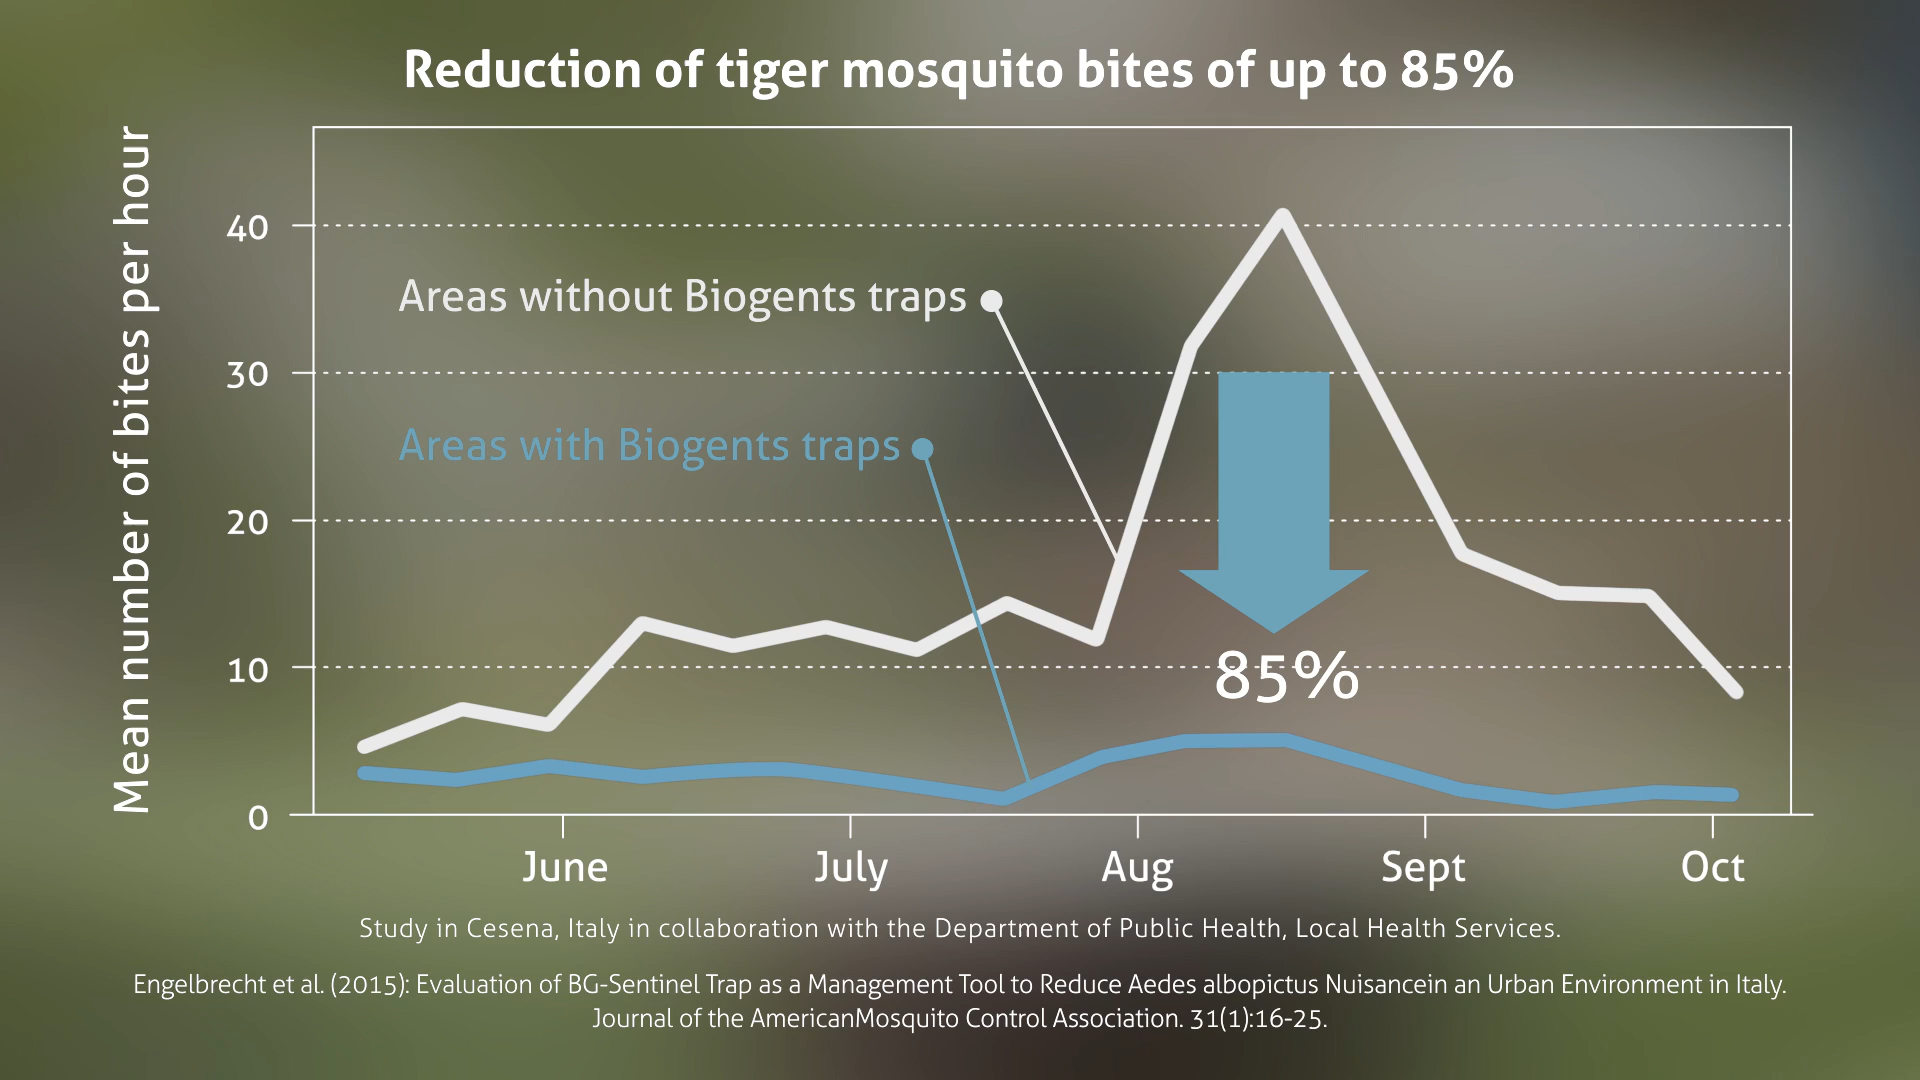 Reduction of tiger mosquito bites of up to 85%
Mean number of bites per hour
40
Areas without Biogents traps
30
Areas with Biogents traps
20
10
85%
0
June July Aug Sept Oct
Study in Cesena, Italy in collaboration with the Department of Public Health, Local Health Services.
Engelbrecht et al. (2015): Evaluation of BG-Sentinel Trap as a Management Tool to Reduce Aedes albopictus Nuisancein an Urban Environment in Italy.
Journal of the AmericanMosquito Control Association. 31(1):16-25.